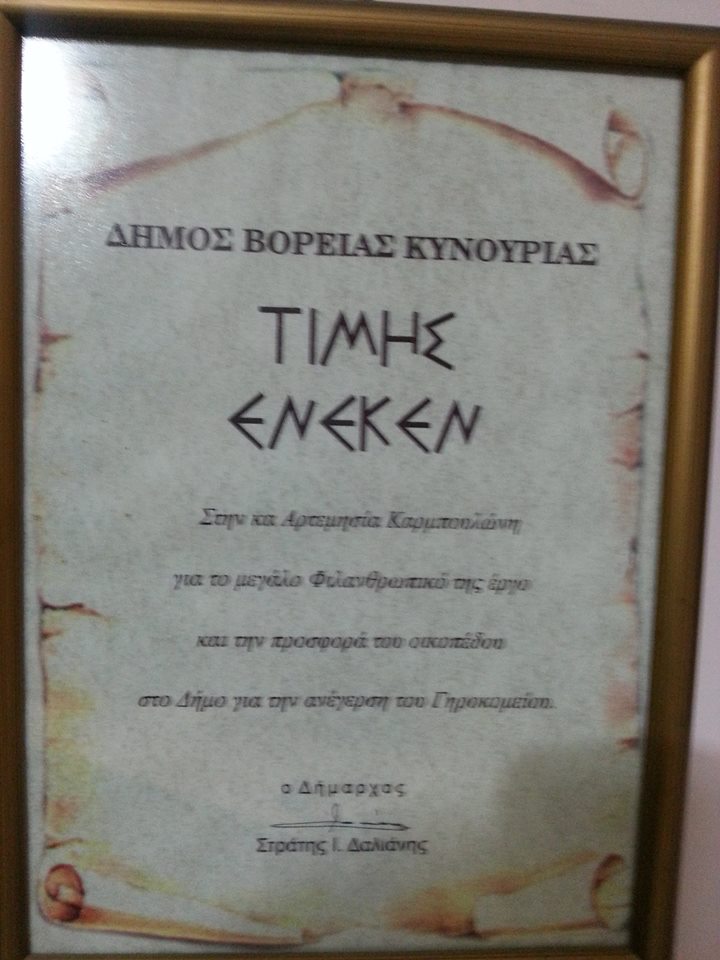 ΔΗΜΟΣ ΒΟΡΕΙΑΣ ΚΥΝΟΥΡΙΑΣ
ΤΙΜΗΣ
ΕΝΕΚΕΝ
Στην κα Αρτεμησία Καρμπουλώνη
για το μεγάλο Φιλανθρωπικό της έργο
και την προσφορά του οικοπέδου
στο Δήμο για την ανέγερση του Γηροκομείου.
ο Δήμαρχος
Στράτης Ι. Δαλιάνης